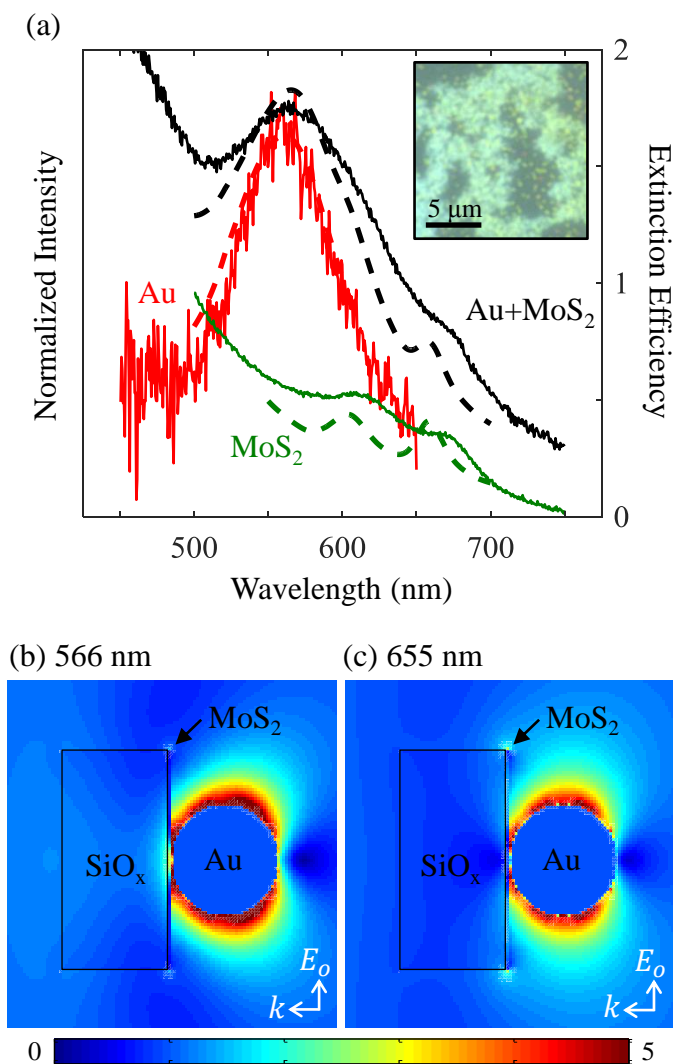 (a)
2
Normalized Intensity
Extinction Efficiency
5 μm
Au
1
Au+MoS₂
MoS₂
0
500 600 700
Wavelength (nm)
(b) 566 nm
(c) 655 nm
MoS₂
MoS₂
SiOₓ
Au
SiOₓ
Au
Eₒ
k
Eₒ
k
0
5